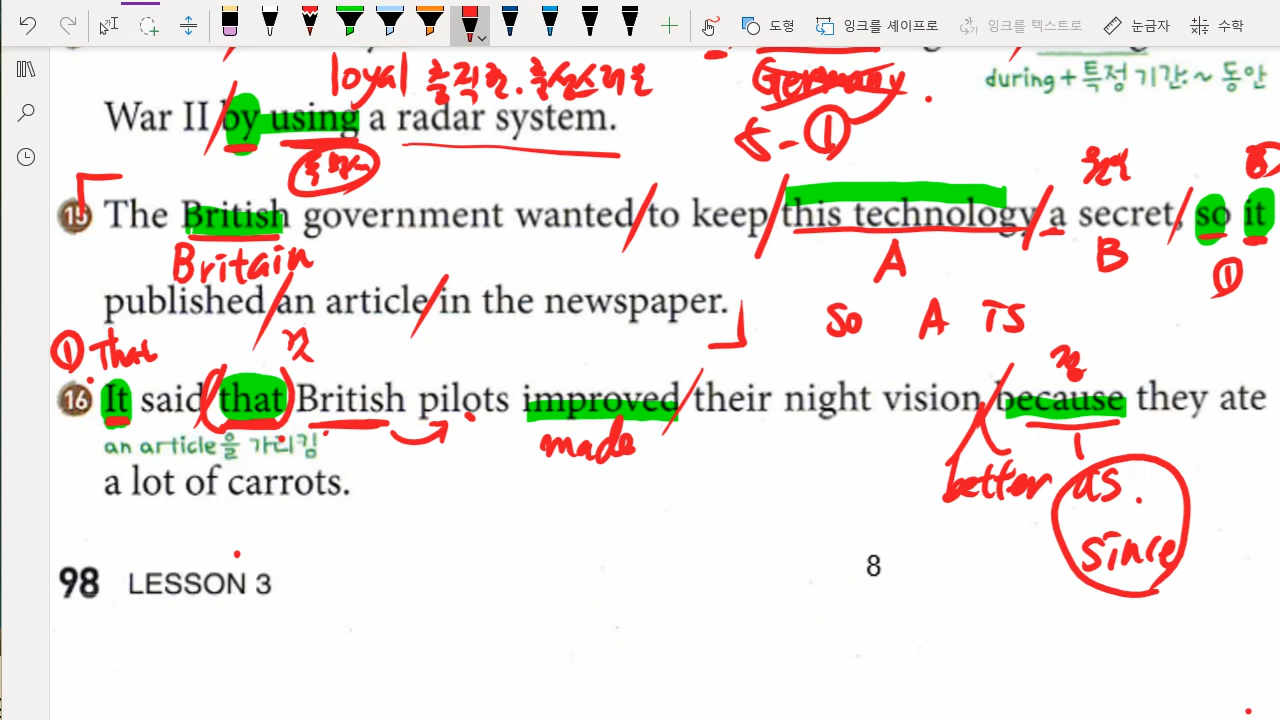 도형 잉크를 셰이프로 잉크를 텍스트로 눈금자 수학
loyal 충직한. 충성스러운 Germany during + 특정 기간: ~ 동안
War II by using a radar system.
15 The British government wanted to keep this technology a secret, so it
Britain A B ①
published an article in the newspaper.
so A is
① That
16 It said that British pilots improved their night vision because they ate
an article을 가리킴 made
a lot of carrots. better as.
since
98 LESSON 3 8